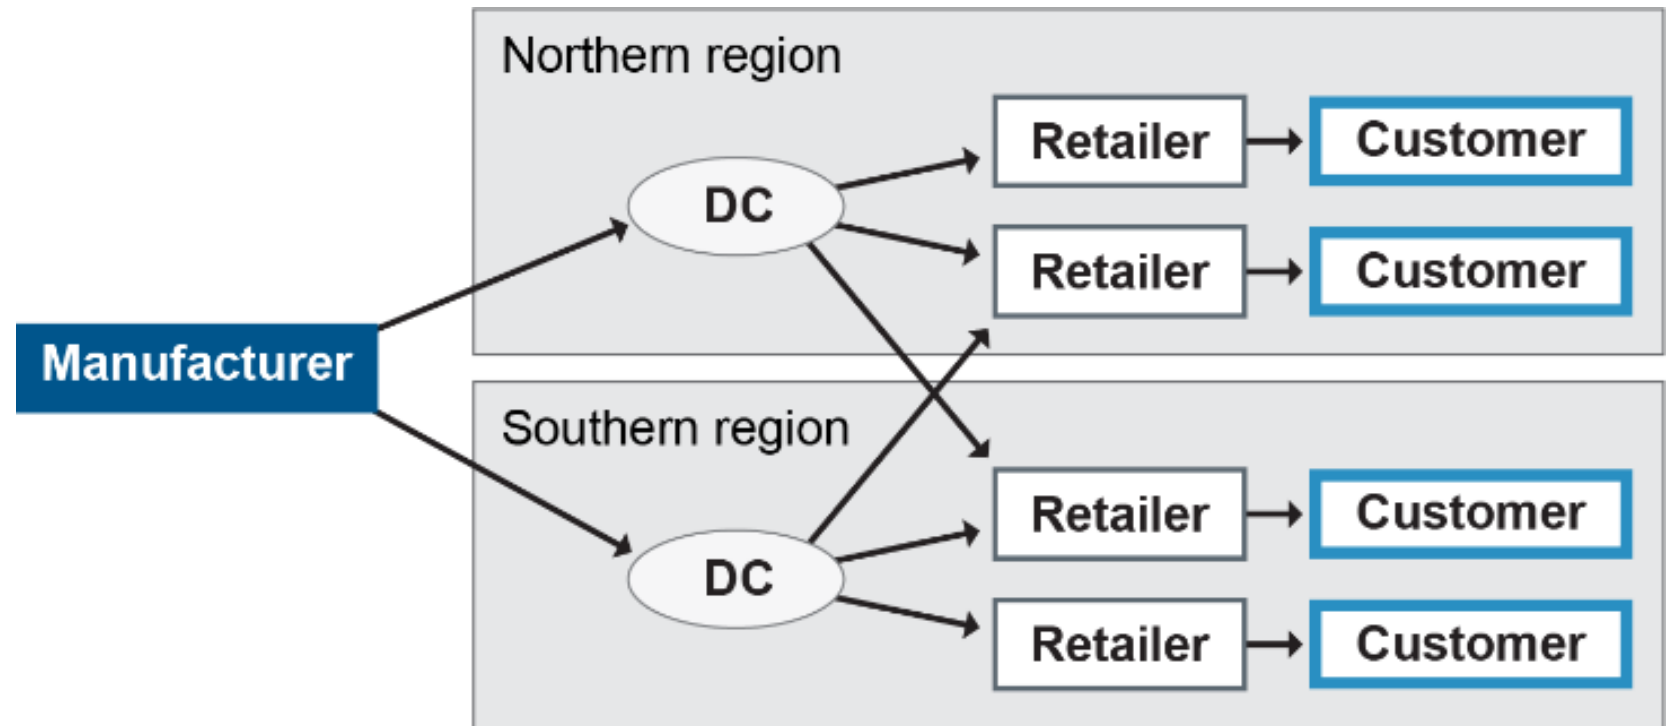 Northern region
Retailer
Customer
DC
Retailer
Customer
Manufacturer
Southern region
Retailer
Customer
DC
Retailer
Customer